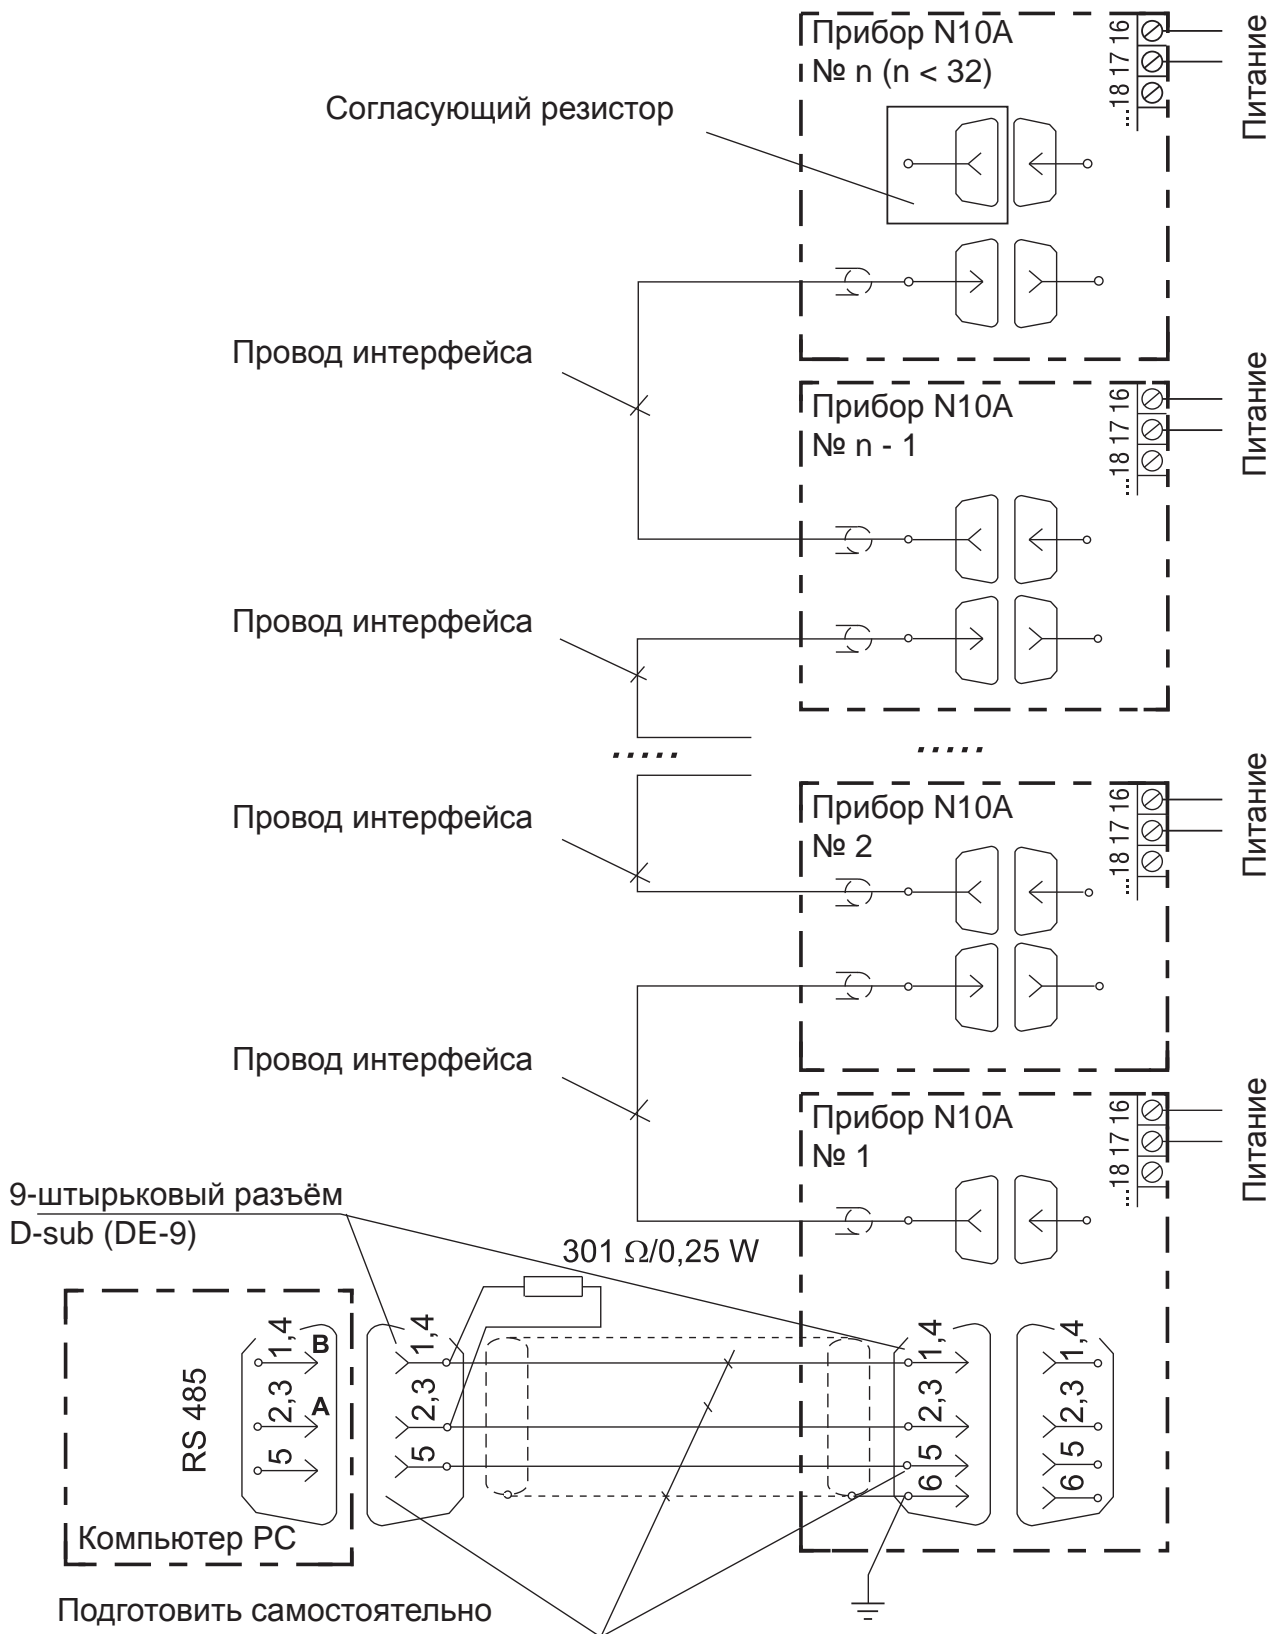 Прибор N10A
№ n (n < 32)
...18 17 16
Питание
Согласующий резистор
Провод интерфейса
Прибор N10A
№ n - 1
...18 17 16
Питание
Провод интерфейса
.....
.....
Провод интерфейса
Прибор N10A
№ 2
...18 17 16
Питание
Провод интерфейса
Прибор N10A
№ 1
...18 17 16
Питание
9-штырьковый разъём
D-sub (DE-9)
301 Ω/0,25 W
RS 485
1,4
B
2,3
A
5
1,4
2,3
5
1,4
2,3
5
6
1,4
2,3
5
6
Компьютер PC
Подготовить самостоятельно